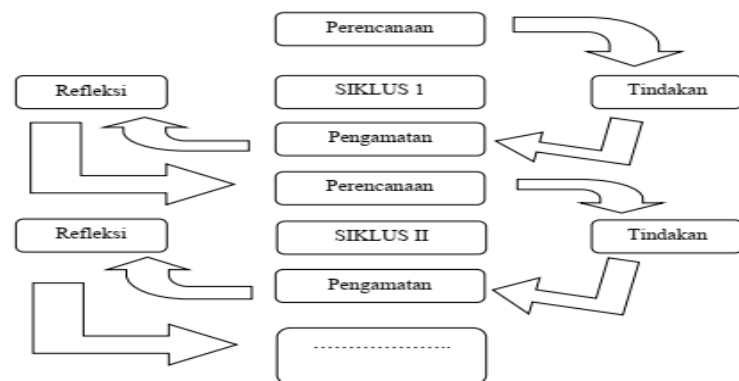 Perencanaan
Refleksi
SIKLUS 1
Tindakan
Pengamatan
Perencanaan
Refleksi
SIKLUS II
Tindakan
Pengamatan
........................